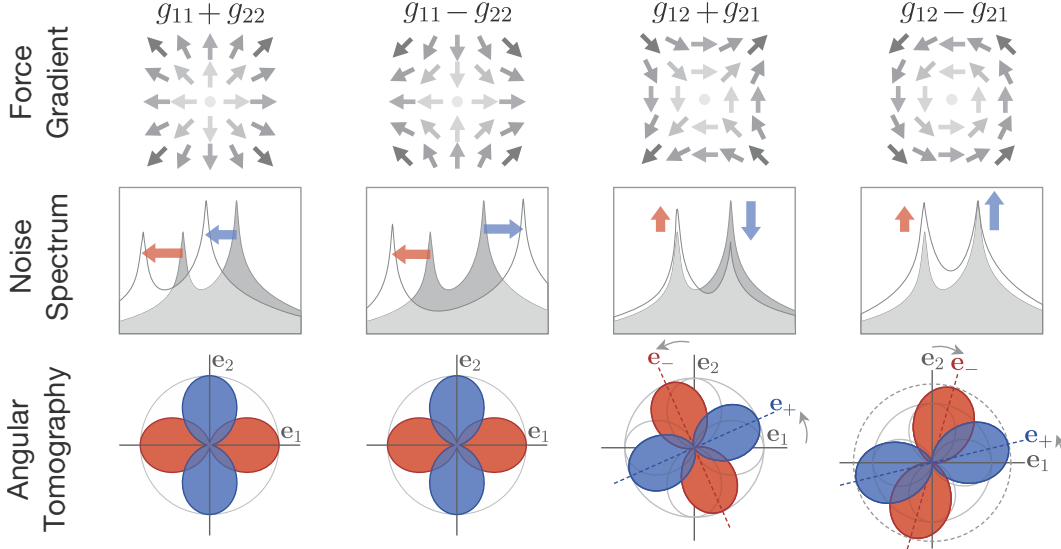 g₁₁ + g₂₂
g₁₁ − g₂₂
g₁₂ + g₂₁
g₁₂ − g₂₁
Force
Gradient
Noise
Spectrum
Angular
Tomography
e₂
e₁
e₂
e₁
e₋
e₂
e₊
e₁
e₂
e₋
e₊
e₁